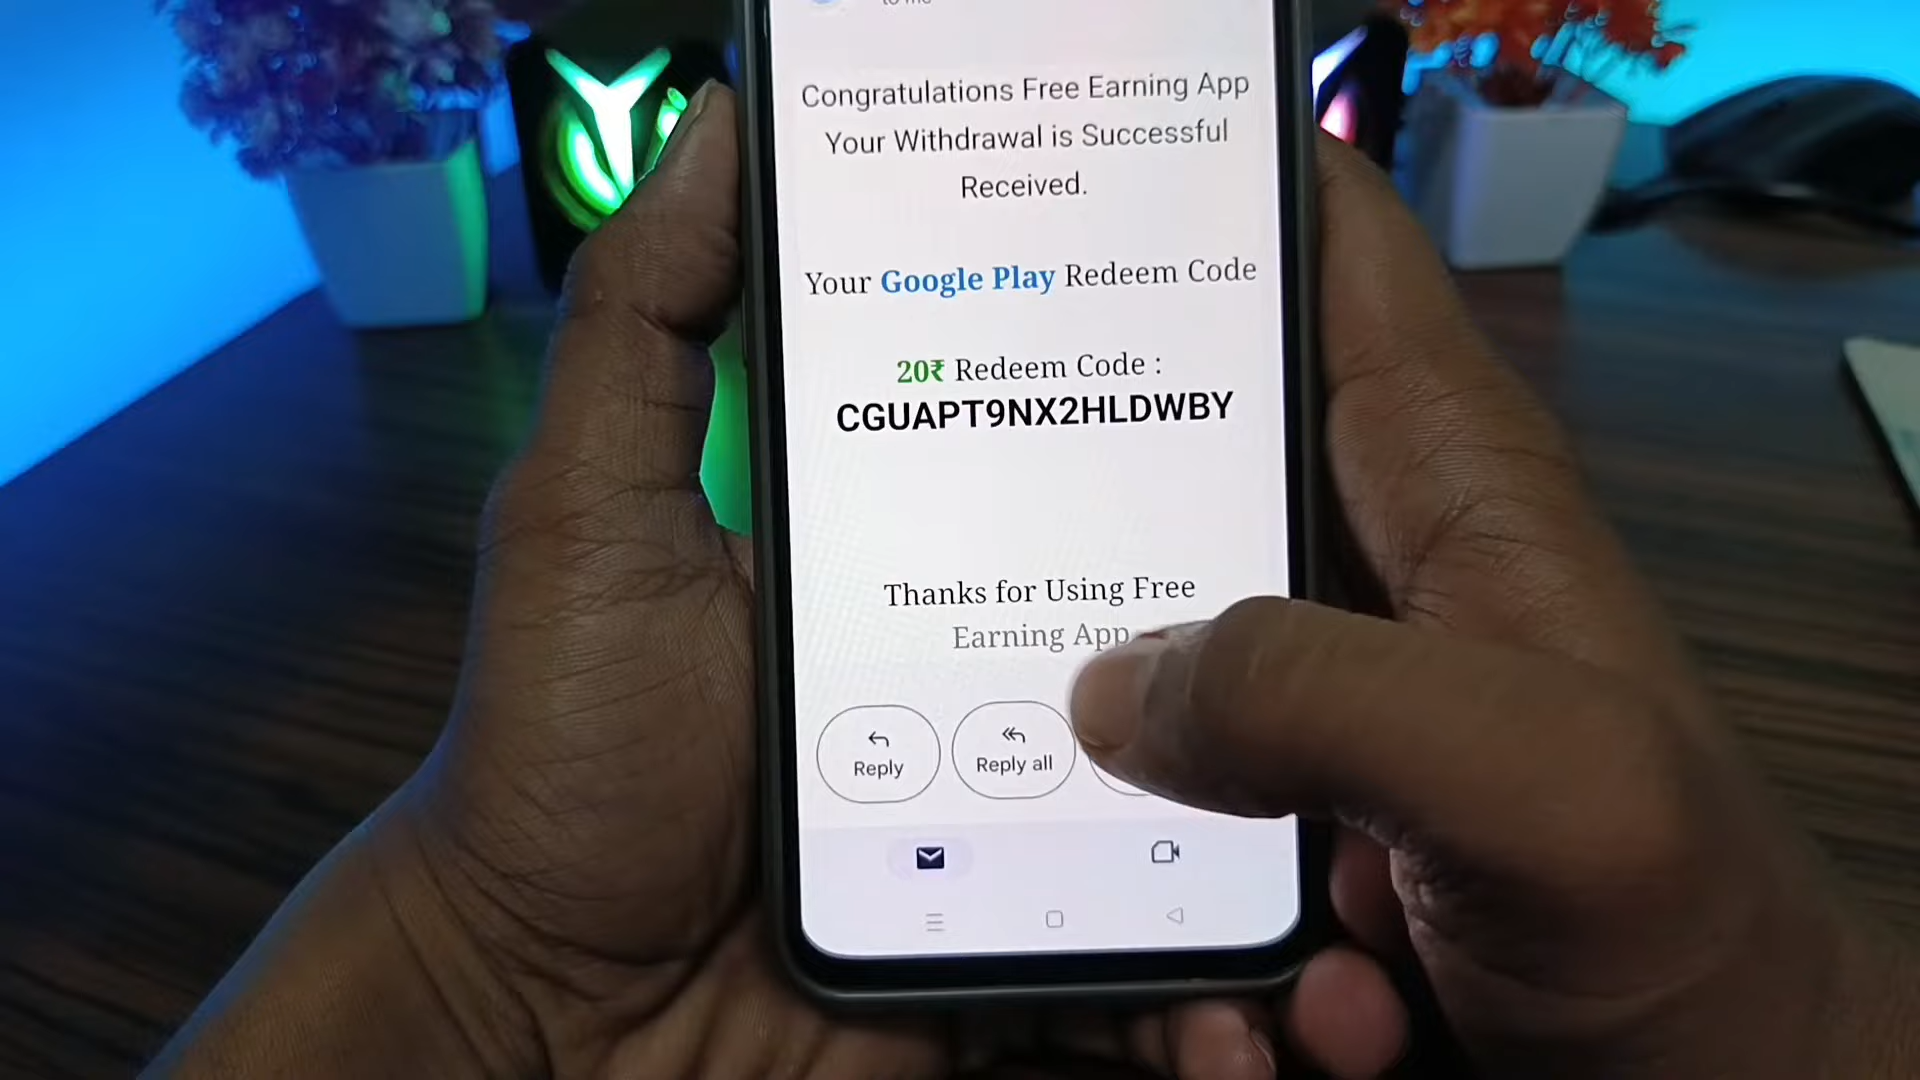 Congratulations Free Earning App
Your Withdrawal is Successful
Received.
Your Google Play Redeem Code
20₹ Redeem Code :
CGUAPT9NX2HLDWBY
Thanks for Using Free
Earning App
Reply
Reply all